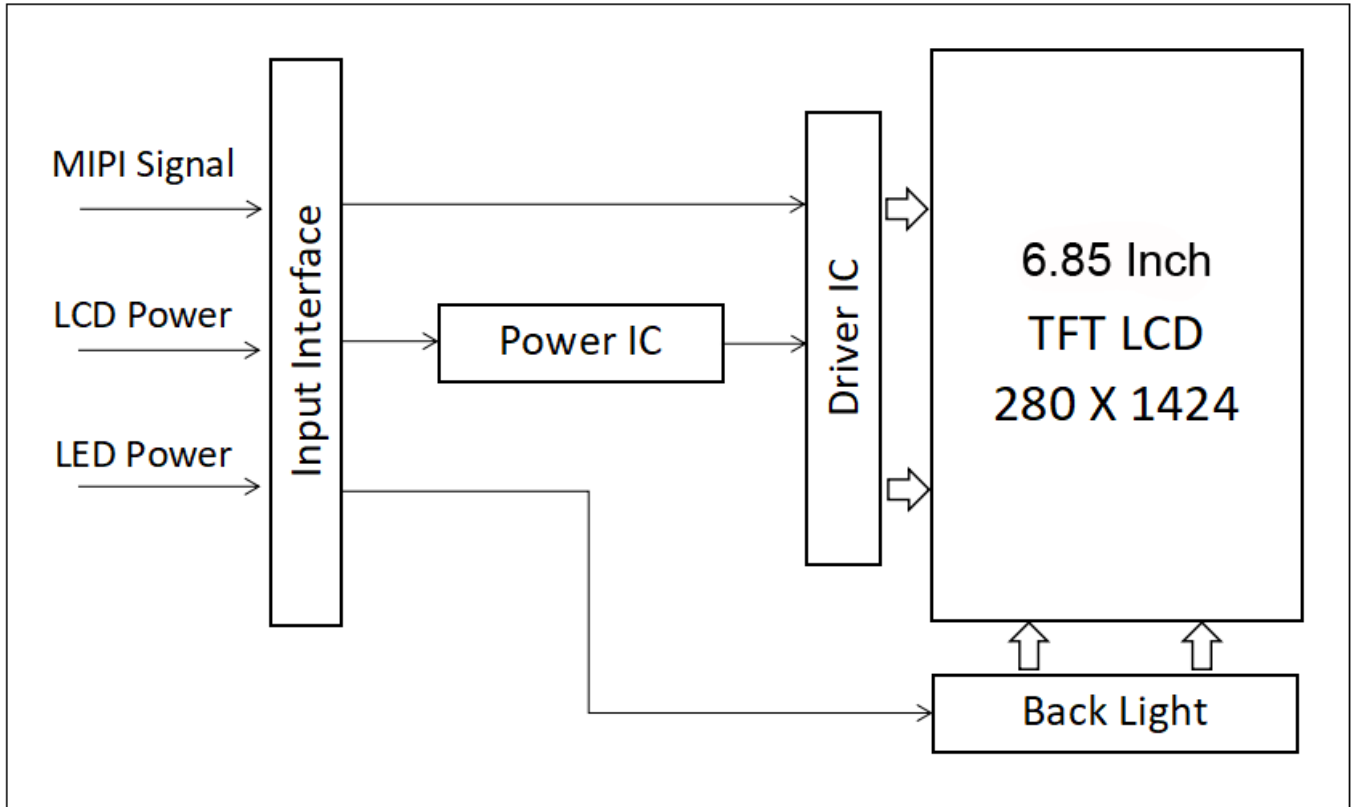 MIPI Signal
LCD Power
LED Power
Input Interface
Power IC
Driver IC
6.85 Inch
TFT LCD
280 X 1424
Back Light